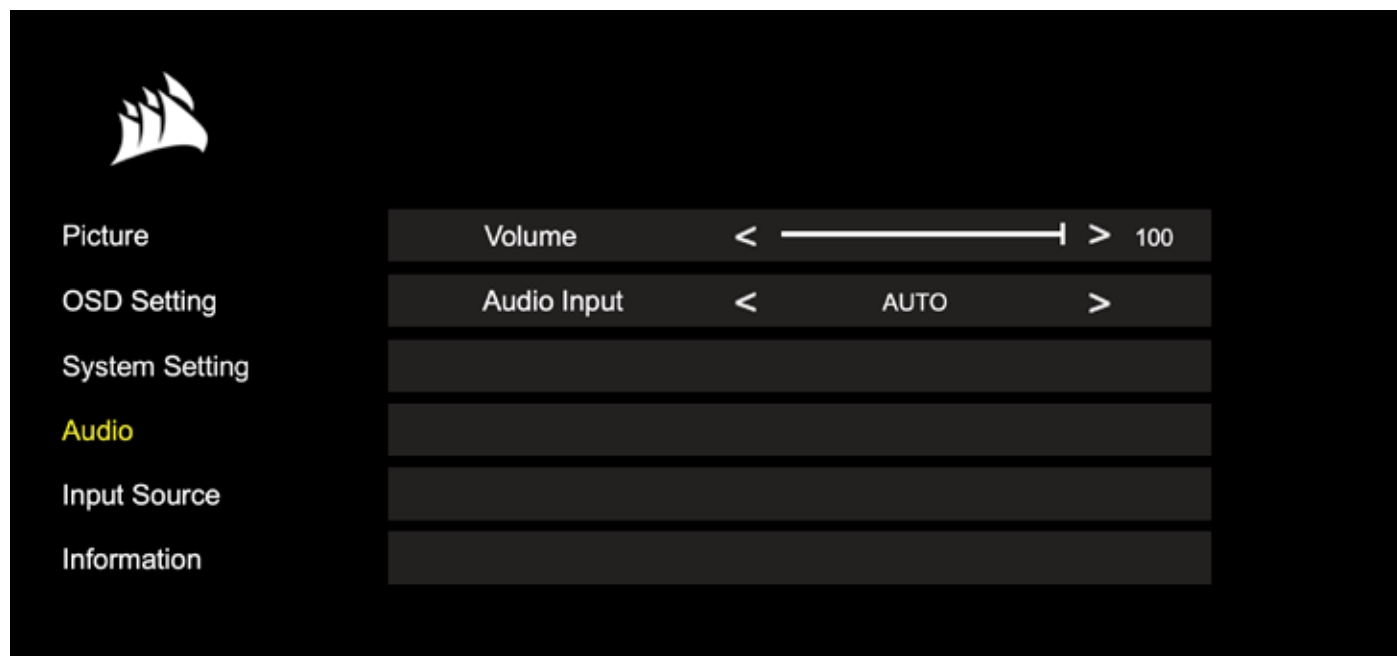 Picture
Volume < > 100
OSD Setting
Audio Input < AUTO >
System Setting
Audio
Input Source
Information